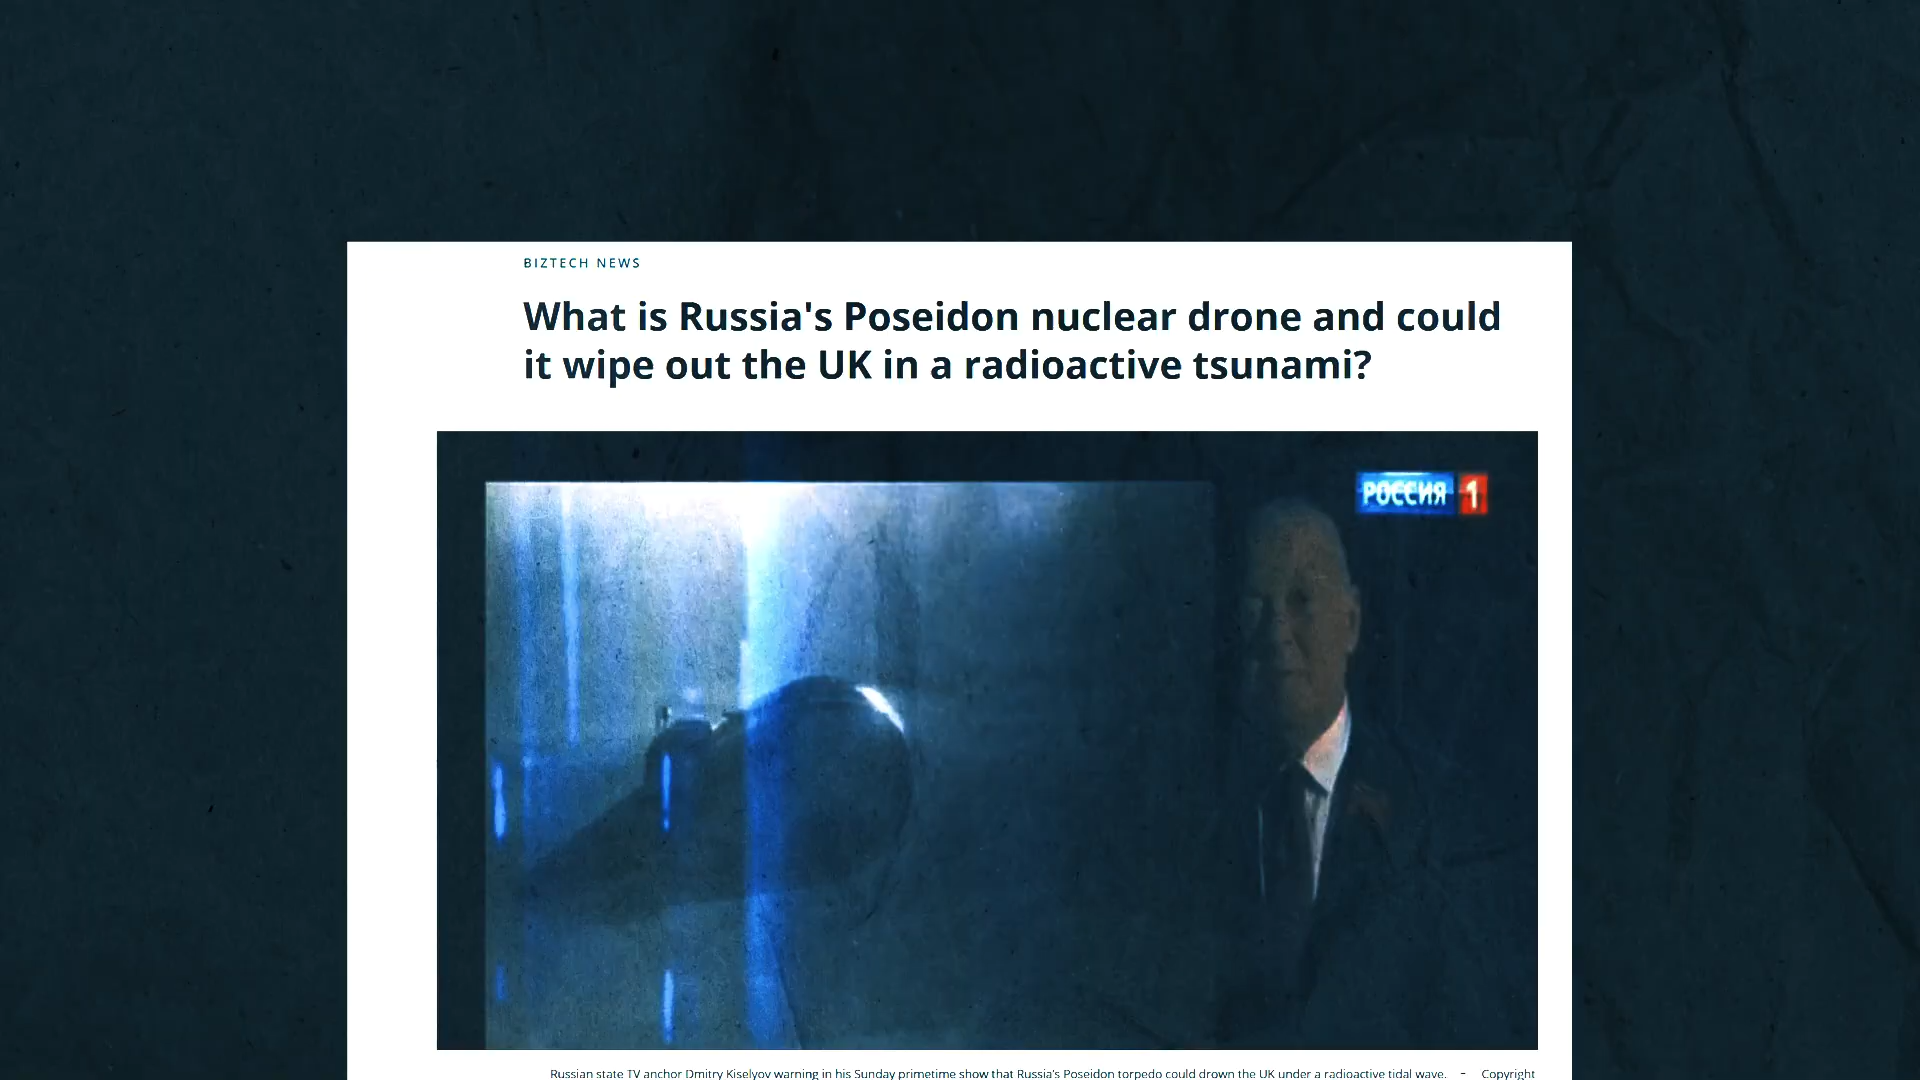 BIZTECH NEWS
What is Russia's Poseidon nuclear drone and could
it wipe out the UK in a radioactive tsunami?
РОССИЯ 1
Russian state TV anchor Dmitry Kiselyov warning in his Sunday primetime show that Russia's Poseidon torpedo could drown the UK under a radioactive tidal wave. - Copyright